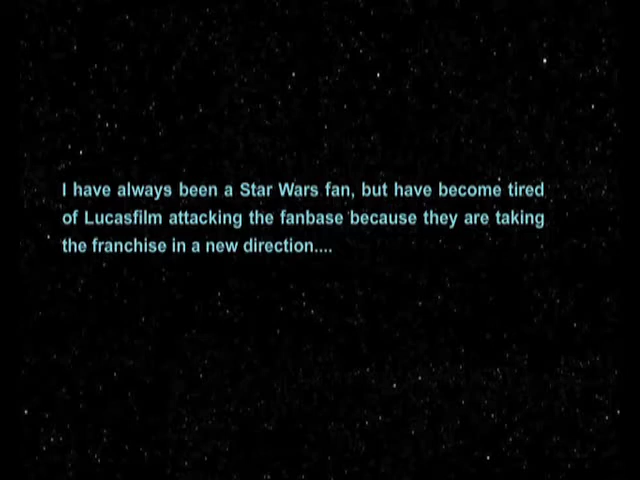 I have always been a Star Wars fan, but have become tired
of Lucasfilm attacking the fanbase because they are taking
the franchise in a new direction....